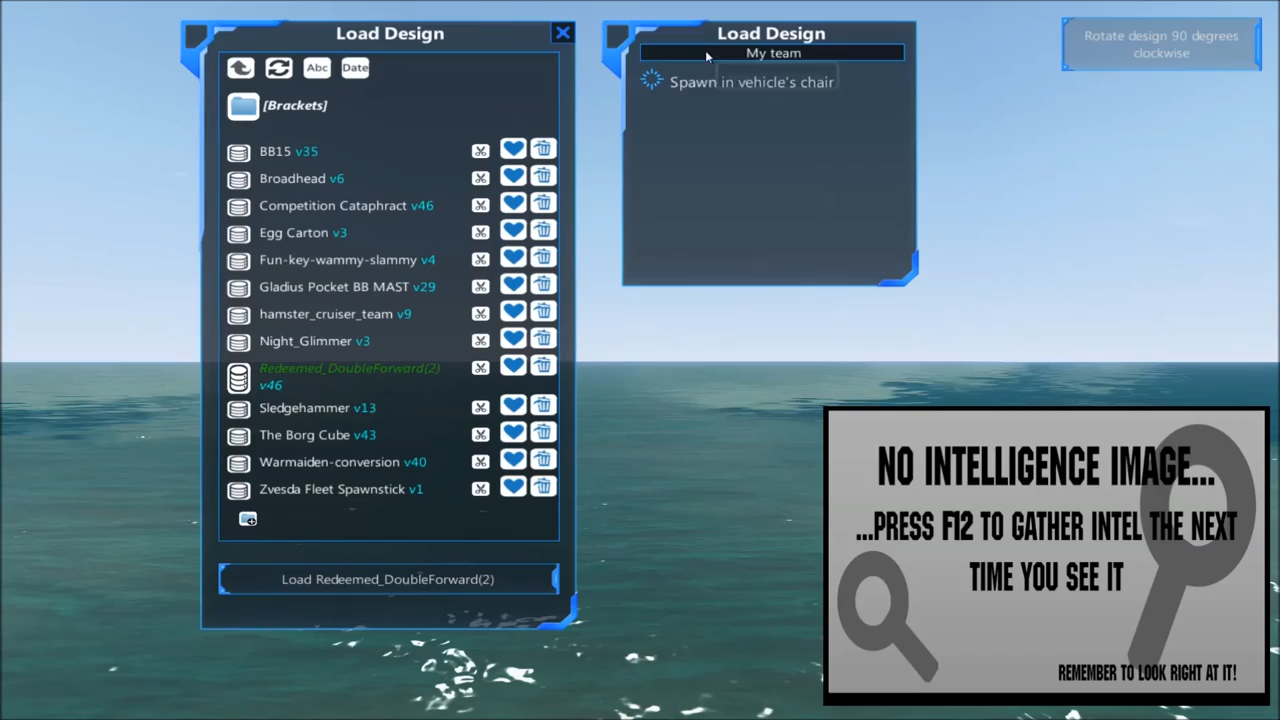 Load Design
Abc
Date
[Brackets]
BB15 v35
Broadhead v6
Competition Cataphract v46
Egg Carton v3
Fun-key-wammy-slammy v4
Gladius Pocket BB MAST v29
hamster_cruiser_team v9
Night_Glimmer v3
Redeemed_DoubleForward(2)
v46
Sledgehammer v13
The Borg Cube v43
Warmaiden-conversion v40
Zvesda Fleet Spawnstick v1
Load Redeemed_DoubleForward(2)
Load Design
My team
Spawn in vehicle's chair
Rotate design 90 degrees
clockwise
NO INTELLIGENCE IMAGE...
...PRESS F12 TO GATHER INTEL THE NEXT
TIME YOU SEE IT
REMEMBER TO LOOK RIGHT AT IT!